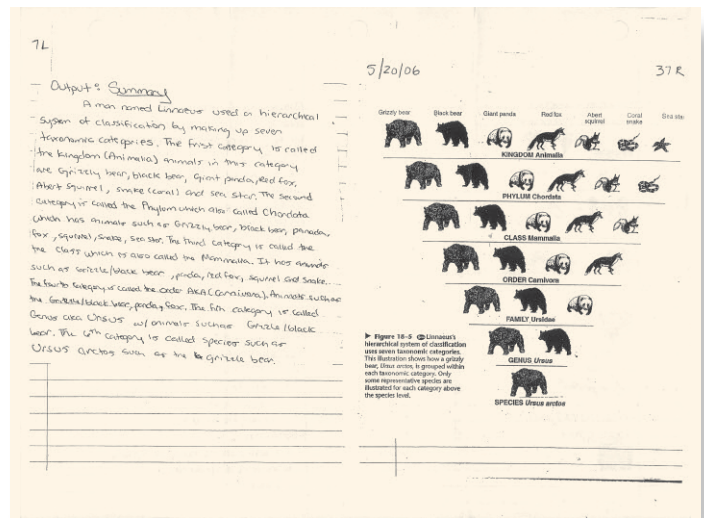 7L
Output: Summary
A man named Linnaeus used a hierarchical
system of classification by making up seven
taxonomic categories. The first category is called
the kingdom (Animalia) animals in this category
are Grizzly bear, black bear, Giant panda, Red fox,
Abert squirrel, snake (coral) and sea star. The second
category is called the Phylum which also called Chordata
which has animals such as Grizzly bear, black bear, panada,
fox, squirrel, snake, sea star. The third category is called the
the class which is also called the Mammalia. It has animals
such as Grizzle/black bear, panda, red fox, squirrel and snake.
The fourth category is called the order AKA (Carnivora). Animals such as
the Grizzle/black bear, panda, foxx. The fith category is called
Genus aka Ursus w/ animals such as Grizzle/black
bear. The 6th category is called species such as
Ursus arctos such as the grizzle bear.
5/20/06
37R
Grizzly bear Black bear Giant panda Red fox Abert squirrel Coral snake Sea star
KINGDOM Animalia
PHYLUM Chordata
CLASS Mammalia
ORDER Carnivora
FAMILY Ursidae
GENUS Ursus
SPECIES Ursus arctos
► Figure 18-5 Linnaeus's
hierarchical system of classification
uses seven taxonomic categories.
This illustration shows how a grizzly
bear, Ursus arctos, is grouped within
each taxonomic category. Only
some representative species are
illustrated for each category above
the species level.